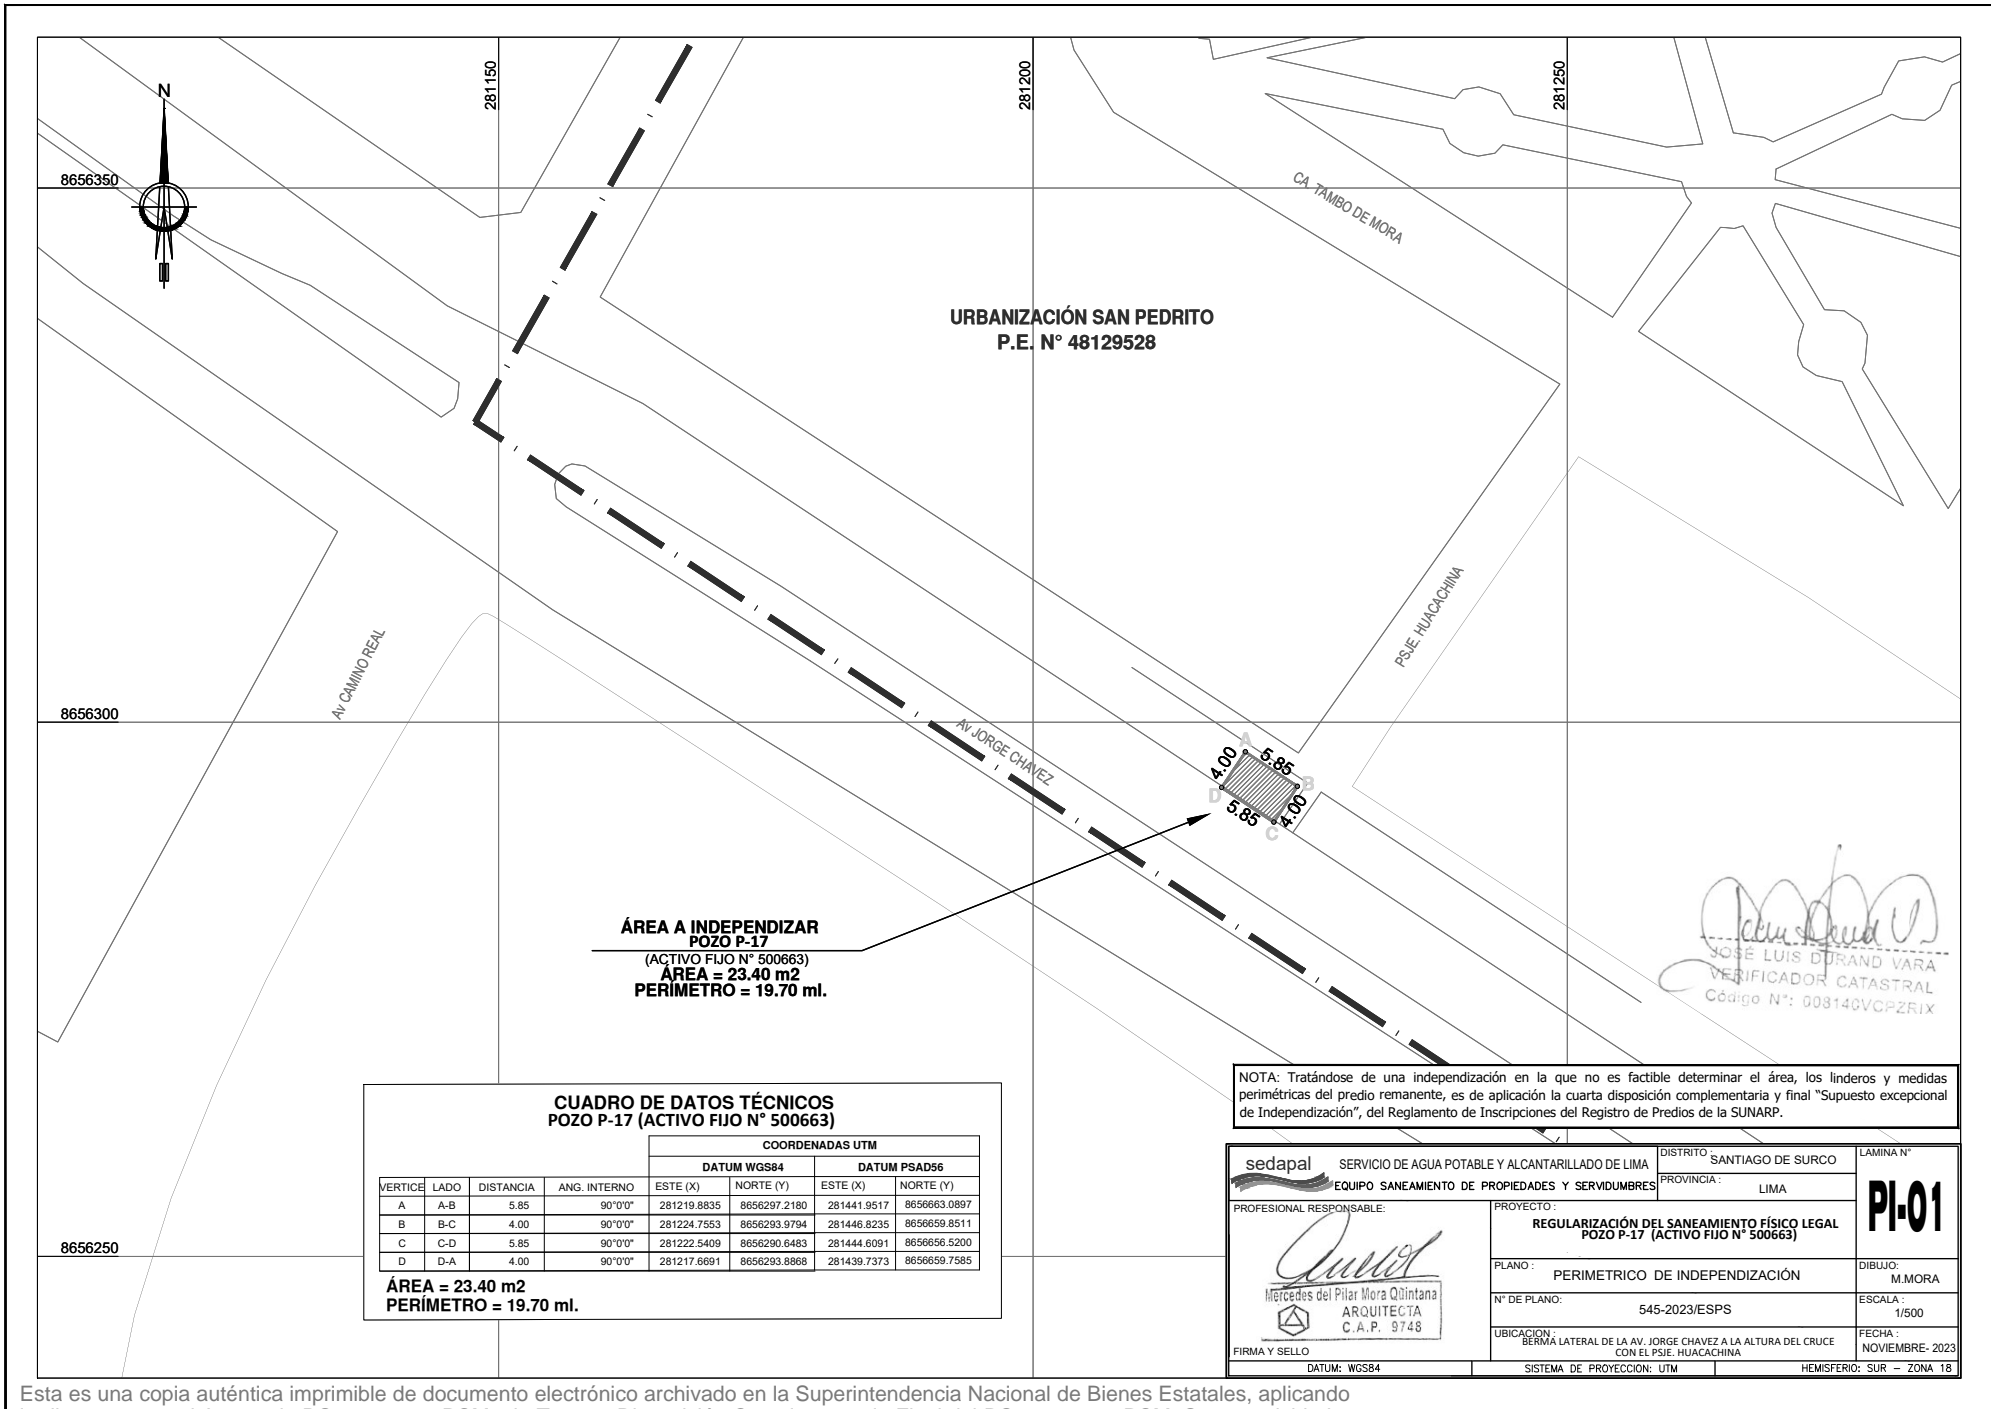 N
281150
281200
281250
8656350
8656300
8656250
CA. TAMBO DE MORA
URBANIZACIÓN SAN PEDRITO
P.E. N° 48129528
PSJE. HUACACHINA
Av CAMINO REAL
Av JORGE CHAVEZ
A
5.85
B
4.00
C
5.85
D
4.00
ÁREA A INDEPENDIZAR
POZO P-17
(ACTIVO FIJO N° 500663)
ÁREA = 23.40 m2
PERÍMETRO = 19.70 ml.
JOSÉ LUIS DURAND VARA
VERIFICADOR CATASTRAL
Código N°: 008140VCPZRIX
NOTA: Tratándose de una independización en la que no es factible determinar el área, los linderos y medidas
perimétricas del predio remanente, es de aplicación la cuarta disposición complementaria y final “Supuesto excepcional
de Independización”, del Reglamento de Inscripciones del Registro de Predios de la SUNARP.
CUADRO DE DATOS TÉCNICOS
POZO P-17 (ACTIVO FIJO N° 500663)
COORDENADAS UTM
DATUM WGS84 DATUM PSAD56
VERTICE LADO DISTANCIA ANG. INTERNO ESTE (X) NORTE (Y) ESTE (X) NORTE (Y)
A A-B 5.85 90°0'0" 281219.8835 8656297.2180 281441.9517 8656663.0897
B B-C 4.00 90°0'0" 281224.7553 8656293.9794 281446.8235 8656659.8511
C C-D 5.85 90°0'0" 281222.5409 8656290.6483 281444.6091 8656656.5200
D D-A 4.00 90°0'0" 281217.6691 8656293.8868 281439.7373 8656659.7585
ÁREA = 23.40 m2
PERÍMETRO = 19.70 ml.
sedapal
SERVICIO DE AGUA POTABLE Y ALCANTARILLADO DE LIMA
EQUIPO SANEAMIENTO DE PROPIEDADES Y SERVIDUMBRES
DISTRITO : SANTIAGO DE SURCO
PROVINCIA : LIMA
LAMINA N°
PI-01
PROFESIONAL RESPONSABLE:
Mercedes del Pilar Mora Quintana
ARQUITECTA
C.A.P. 9748
FIRMA Y SELLO
PROYECTO :
REGULARIZACIÓN DEL SANEAMIENTO FÍSICO LEGAL
POZO P-17 (ACTIVO FIJO N° 500663)
PLANO : PERIMETRICO DE INDEPENDIZACIÓN
DIBUJO:
M.MORA
N° DE PLANO: 545-2023/ESPS
ESCALA :
1/500
UBICACION :
BERMA LATERAL DE LA AV. JORGE CHAVEZ A LA ALTURA DEL CRUCE
CON EL PSJE. HUACACHINA
FECHA :
NOVIEMBRE- 2023
DATUM: WGS84
SISTEMA DE PROYECCION: UTM
HEMISFERIO: SUR - ZONA 18
Esta es una copia auténtica imprimible de documento electrónico archivado en la Superintendencia Nacional de Bienes Estatales, aplicando